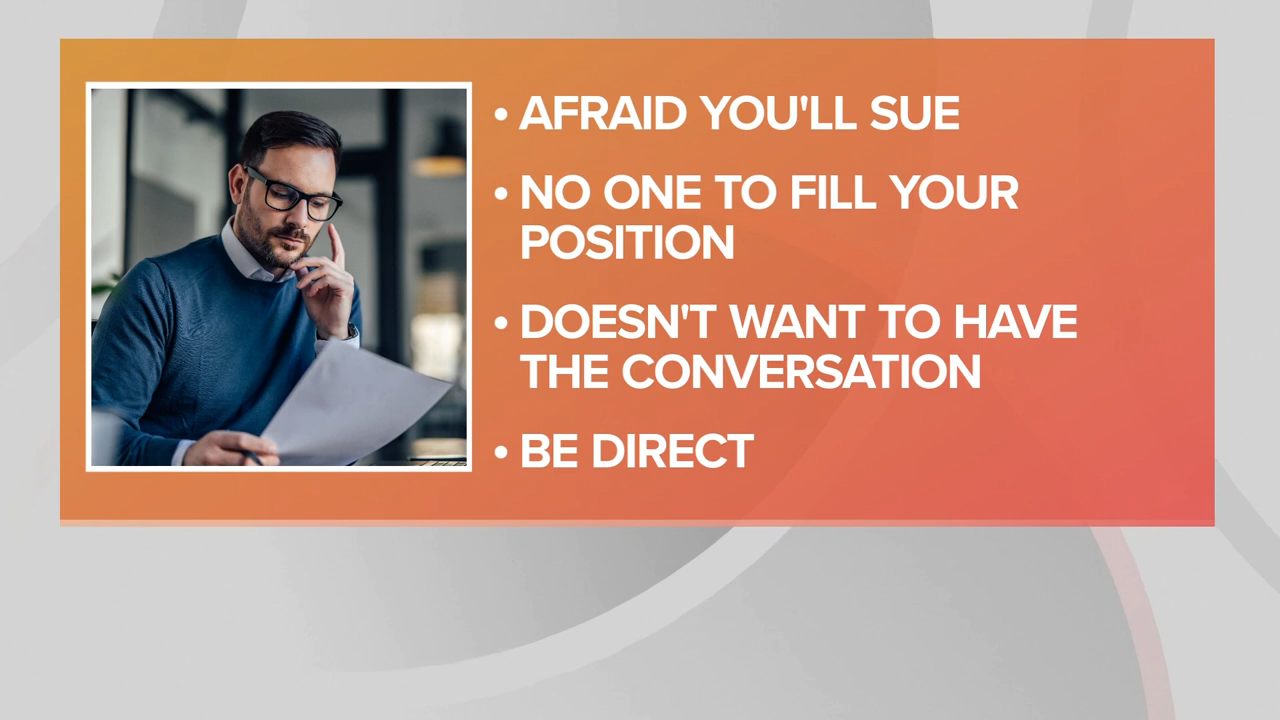 • AFRAID YOU'LL SUE
• NO ONE TO FILL YOUR
POSITION
• DOESN'T WANT TO HAVE
THE CONVERSATION
• BE DIRECT